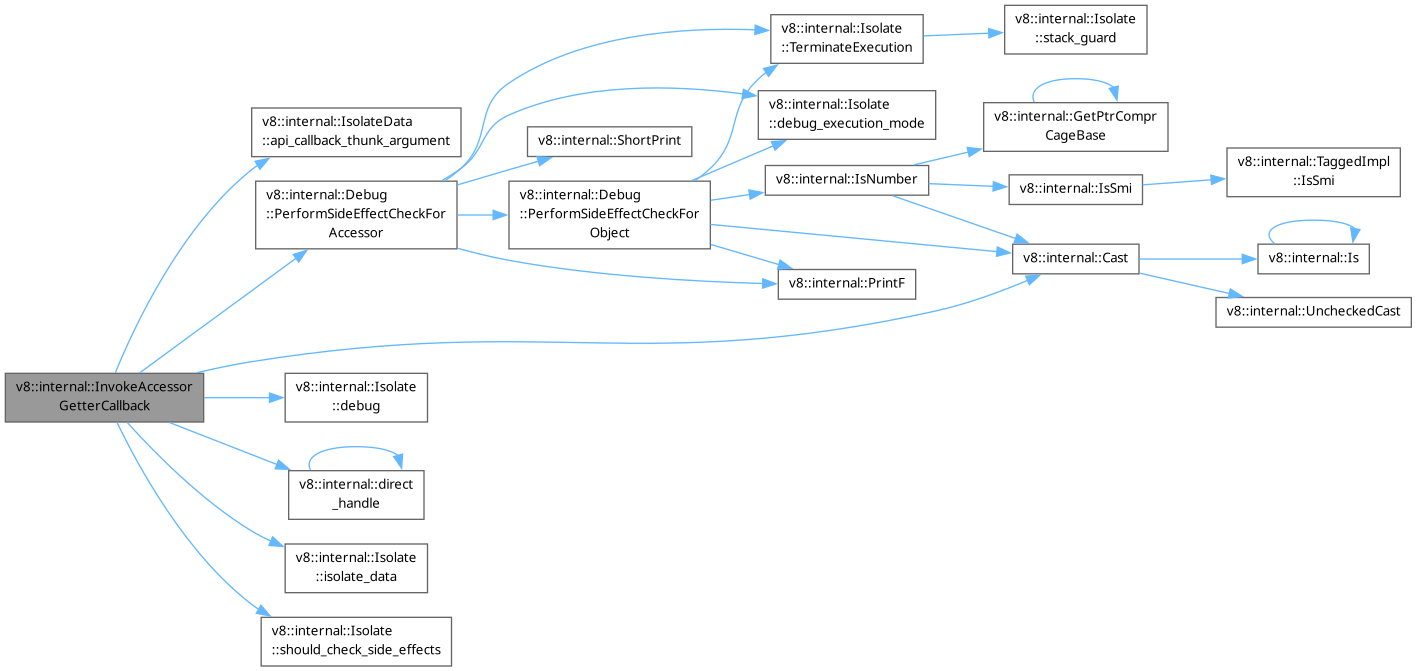 v8::internal::Isolate
::TerminateExecution
v8::internal::Isolate
::stack_guard
v8::internal::IsolateData
::api_callback_thunk_argument
v8::internal::Isolate
::debug_execution_mode
v8::internal::GetPtrCompr
CageBase
v8::internal::ShortPrint
v8::internal::Debug
::PerformSideEffectCheckFor
Accessor
v8::internal::Debug
::PerformSideEffectCheckFor
Object
v8::internal::IsNumber
v8::internal::IsSmi
v8::internal::TaggedImpl
::IsSmi
v8::internal::Cast
v8::internal::Is
v8::internal::PrintF
v8::internal::UncheckedCast
v8::internal::InvokeAccessor
GetterCallback
v8::internal::Isolate
::debug
v8::internal::direct
_handle
v8::internal::Isolate
::isolate_data
v8::internal::Isolate
::should_check_side_effects